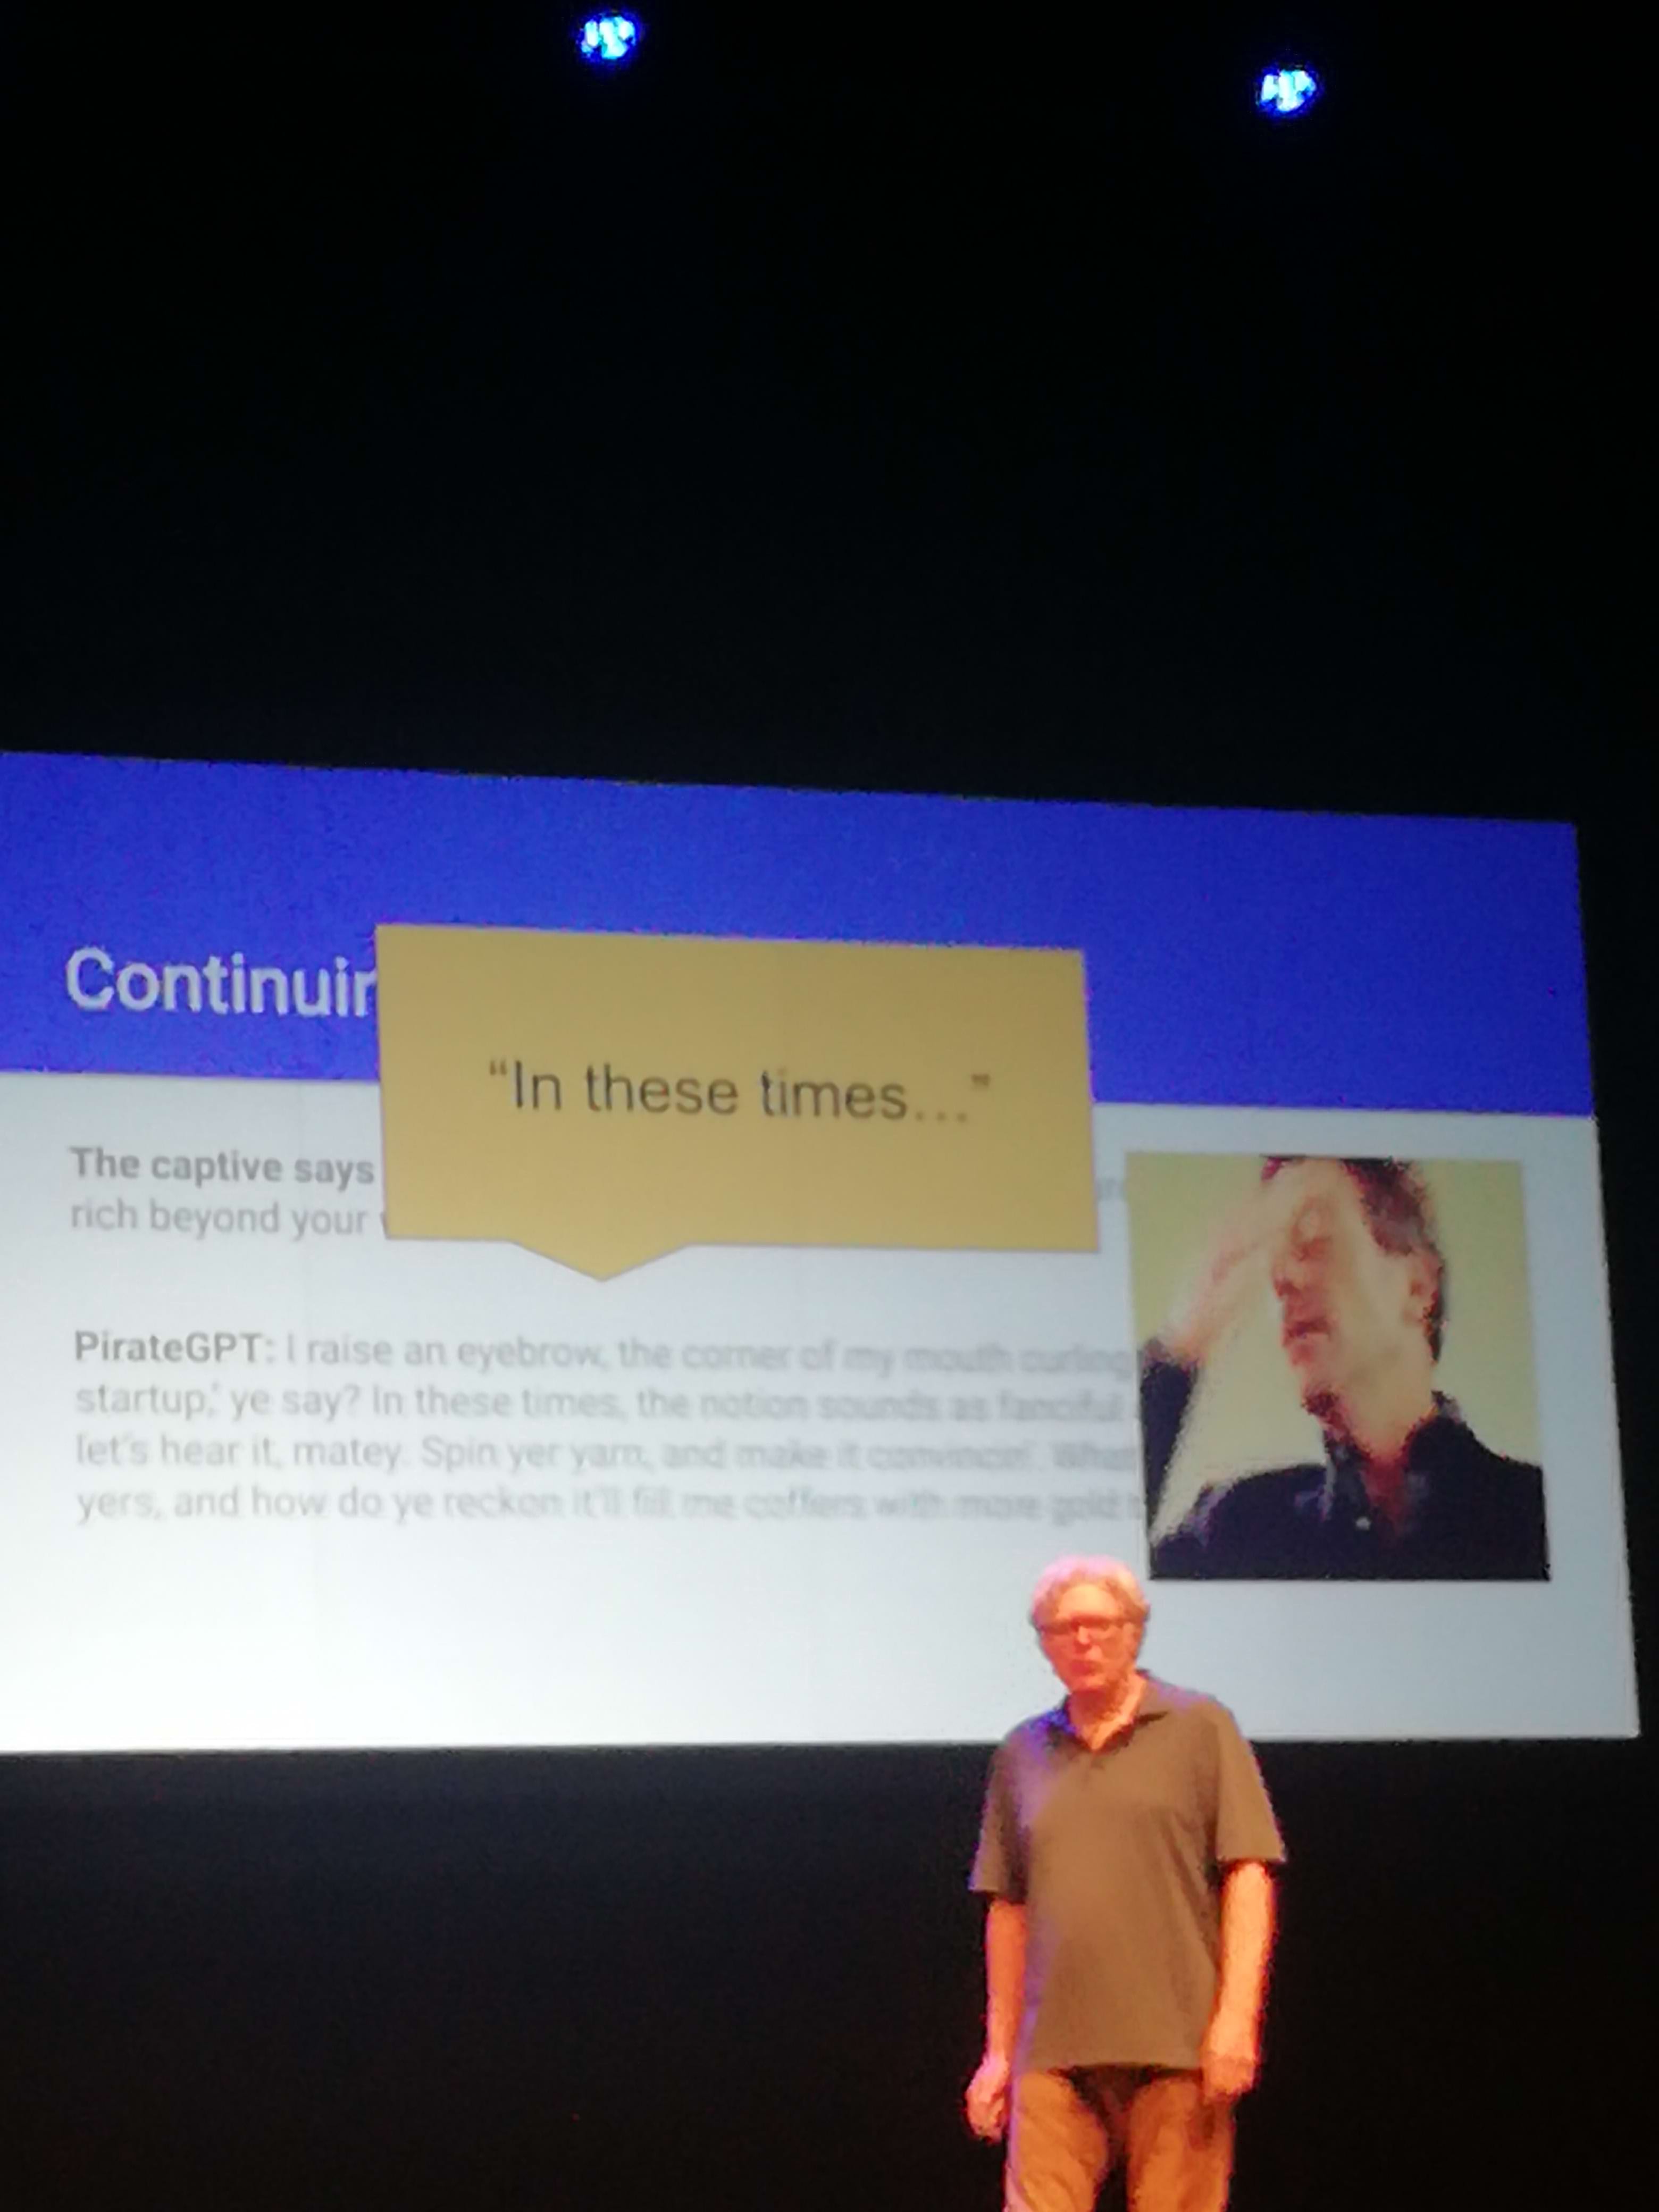 Continuin
“In these times...”
The captive says
rich beyond your
PirateGPT: I raise an eyebrow, the corner of my mouth curling
startup,’ ye say? In these times, the notion sounds as fanciful
let’s hear it, matey. Spin yer yarn, and make it convincin’. What
yers, and how do ye reckon it’ll fill me coffers with more gold